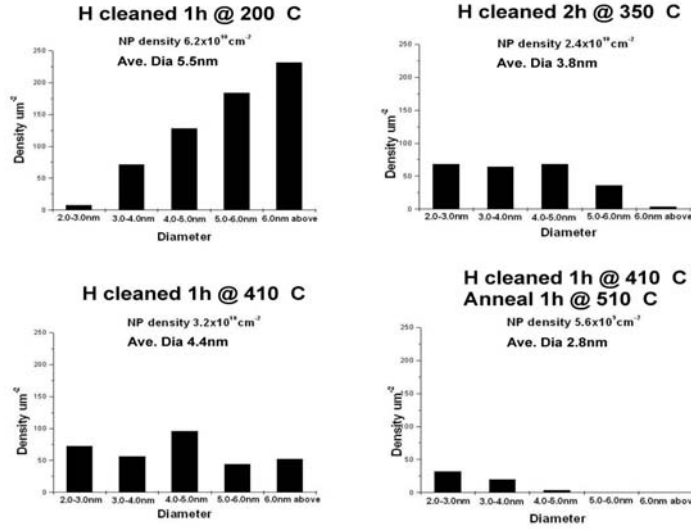 H cleaned 1h @ 200 C
NP density 6.2x10¹⁰cm⁻²
Ave. Dia 5.5nm
Density um⁻²
250
200
150
100
50
0
2.0-3.0nm 3.0-4.0nm 4.0-5.0nm 5.0-6.0nm 6.0nm above
Diameter
H cleaned 2h @ 350 C
NP density 2.4x10¹⁰cm⁻²
Ave. Dia 3.8nm
Density um⁻²
250
200
150
100
50
0
2.0-3.0nm 3.0-4.0nm 4.0-5.0nm 5.0-6.0nm 6.0nm above
Diameter
H cleaned 1h @ 410 C
NP density 3.2x10¹⁰cm⁻²
Ave. Dia 4.4nm
Density um⁻²
250
200
150
100
50
0
2.0-3.0nm 3.0-4.0nm 4.0-5.0nm 5.0-6.0nm 6.0nm above
Diameter
H cleaned 1h @ 410 C
Anneal 1h @ 510 C
NP density 5.6x10⁹cm⁻²
Ave. Dia 2.8nm
Density um⁻²
250
200
150
100
50
0
2.0-3.0nm 3.0-4.0nm 4.0-5.0nm 5.0-6.0nm 6.0nm above
Diameter